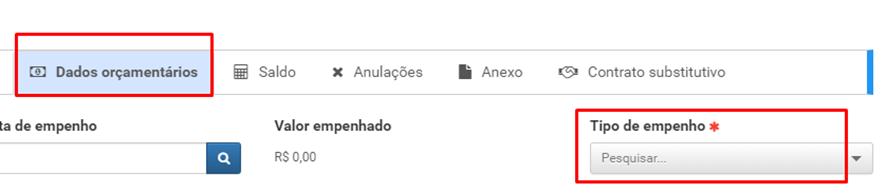 Dados orçamentários Saldo Anulações Anexo Contrato substitutivo
ta de empenho Valor empenhado Tipo de empenho *
R$ 0,00 Pesquisar...